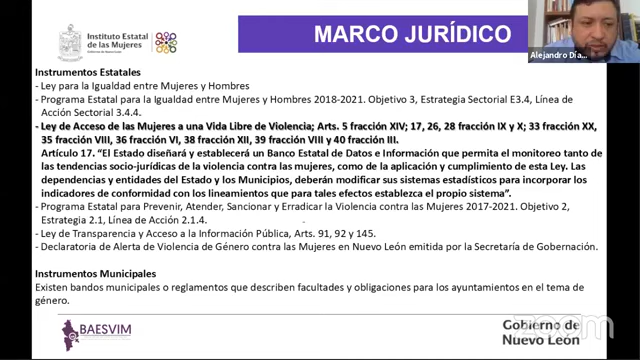 Instituto Estatal
de las Mujeres
MARCO JURÍDICO
Alejandro Día...
Instrumentos Estatales
- Ley para la Igualdad entre Mujeres y Hombres
- Programa Estatal para la Igualdad entre Mujeres y Hombres 2018-2021. Objetivo 3, Estrategia Sectorial E3.4, Línea de
Acción Sectorial 3.4.4.
- Ley de Acceso de las Mujeres a una Vida Libre de Violencia; Arts. 5 fracción XIV; 17, 26, 28 fracción IX y X; 33 fracción XX,
35 fracción VIII, 36 fracción VI, 38 fracción XII, 39 fracción VIII y 40 fracción III.
Artículo 17. “El Estado diseñará y establecerá un Banco Estatal de Datos e Información que permita el monitoreo tanto de
las tendencias socio-jurídicas de la violencia contra las mujeres, como de la aplicación y cumplimiento de esta Ley. Las
dependencias y entidades del Estado y los Municipios, deberán modificar sus sistemas estadísticos para incorporar los
indicadores de conformidad con los lineamientos que para tales efectos establezca el propio sistema”.
- Programa Estatal para Prevenir, Atender, Sancionar y Erradicar la Violencia contra las Mujeres 2017-2021. Objetivo 2,
Estrategia 2.1, Línea de Acción 2.1.4.
- Ley de Transparencia y Acceso a la Información Pública, Arts. 91, 92 y 145.
- Declaratoria de Alerta de Violencia de Género contra las Mujeres en Nuevo León emitida por la Secretaría de Gobernación.
Instrumentos Municipales
Existen bandos municipales o reglamentos que describen facultades y obligaciones para los ayuntamientos en el tema de
género.
BAESVIM
Gobierno de
Nuevo León
zoom